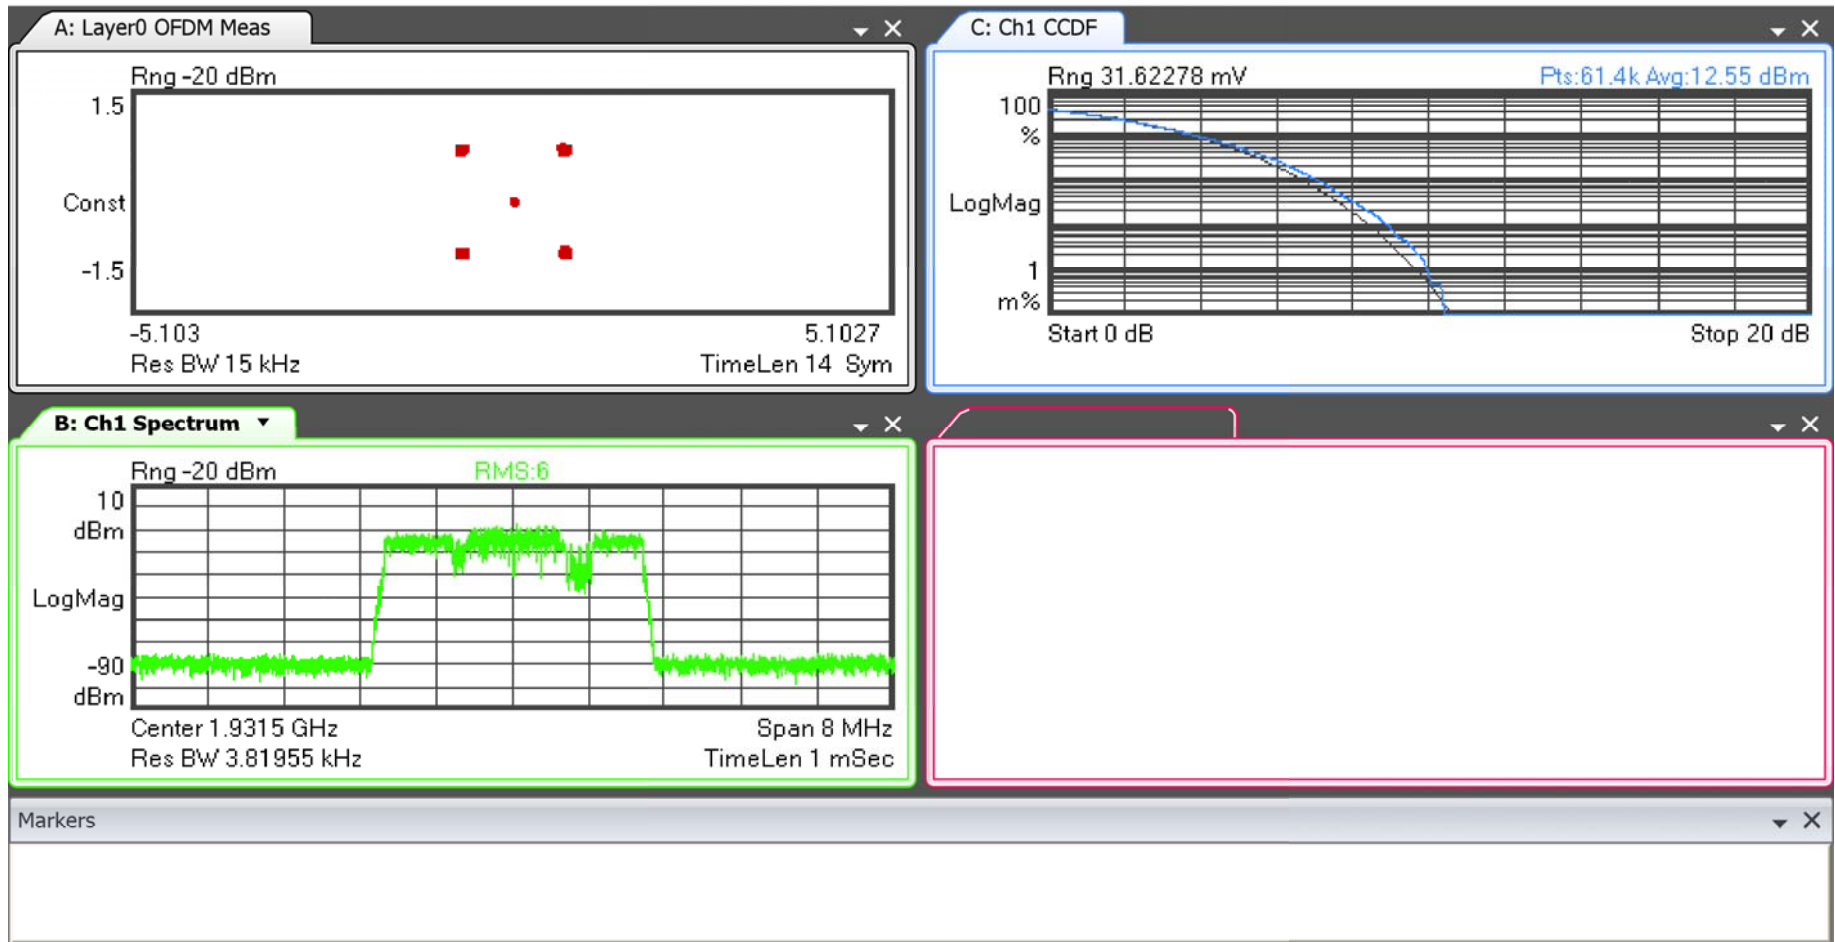 A: Layer0 OFDM Meas
Rng -20 dBm
1.5
Const
-1.5
-5.103 5.1027
Res BW 15 kHz TimeLen 14 Sym
C: Ch1 CCDF
Rng 31.62278 mV Pts:61.4k Avg:12.55 dBm
100
%
LogMag
1
m%
Start 0 dB Stop 20 dB
B: Ch1 Spectrum
Rng -20 dBm RMS:6
10
dBm
LogMag
-90
dBm
Center 1.9315 GHz Span 8 MHz
Res BW 3.81955 kHz TimeLen 1 mSec
Markers